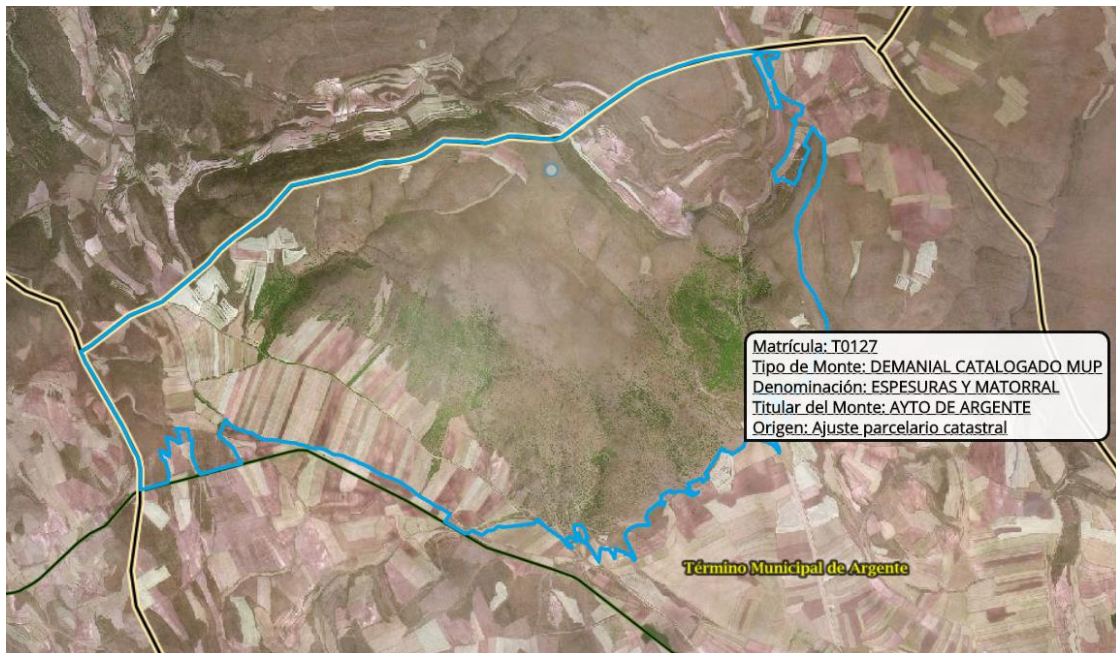 Matrícula: T0127
Tipo de Monte: DEMANIAL CATALOGADO MUP
Denominación: ESPESURAS Y MATORRAL
Titular del Monte: AYTO DE ARGENTE
Origen: Ajuste parcelario catastral
Término Municipal de Argente